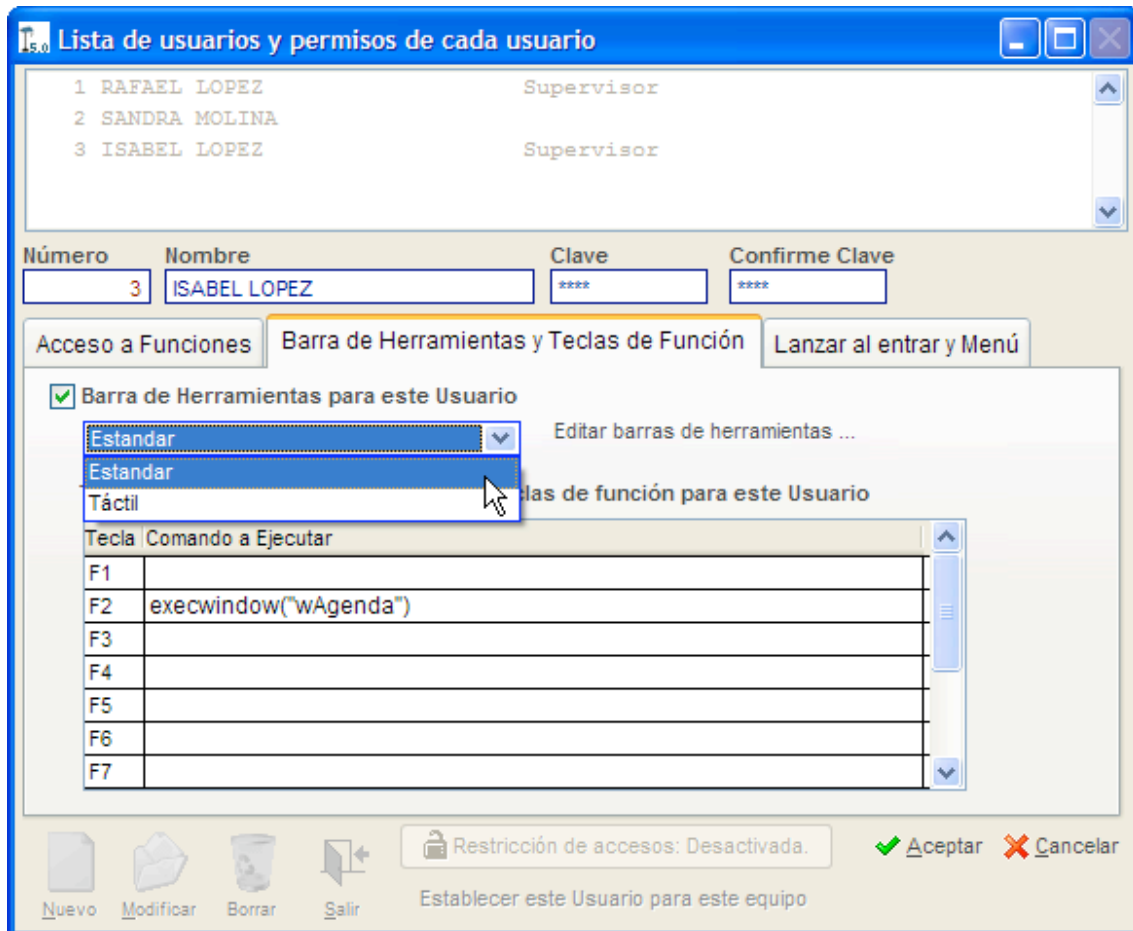 5.0 Lista de usuarios y permisos de cada usuario
1 RAFAEL LOPEZ Supervisor
2 SANDRA MOLINA
3 ISABEL LOPEZ Supervisor
Número Nombre Clave Confirme Clave
3 ISABEL LOPEZ **** ****
Acceso a Funciones Barra de Herramientas y Teclas de Función Lanzar al entrar y Menú
Barra de Herramientas para este Usuario
Estandar Editar barras de herramientas ...
Estandar
Táctil de función para este Usuario
Tecla Comando a Ejecutar
F1
F2 execwindow("wAgenda")
F3
F4
F5
F6
F7
Restricción de accesos: Desactivada. Aceptar Cancelar
Nuevo Modificar Borrar Salir Establecer este Usuario para este equipo